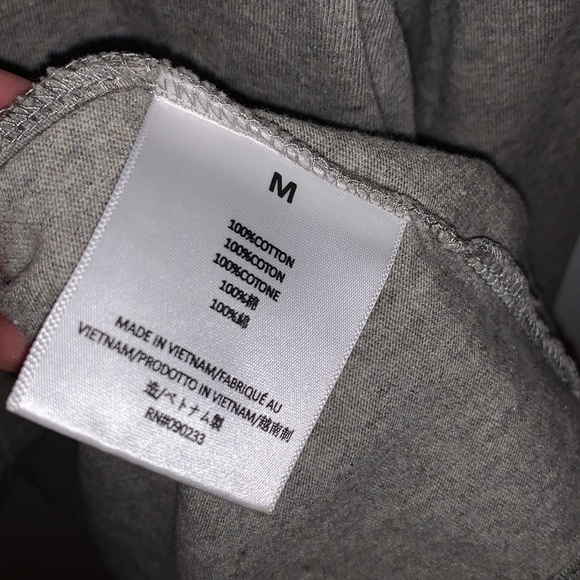 M
100%COTTON
100%COTON
100%COTONE
100%棉
100%綿
MADE IN VIETNAM/FABRIQUÉ AU
VIETNAM/PRODOTTO IN VIETNAM/越南制
造/ベトナム製
RN#090233